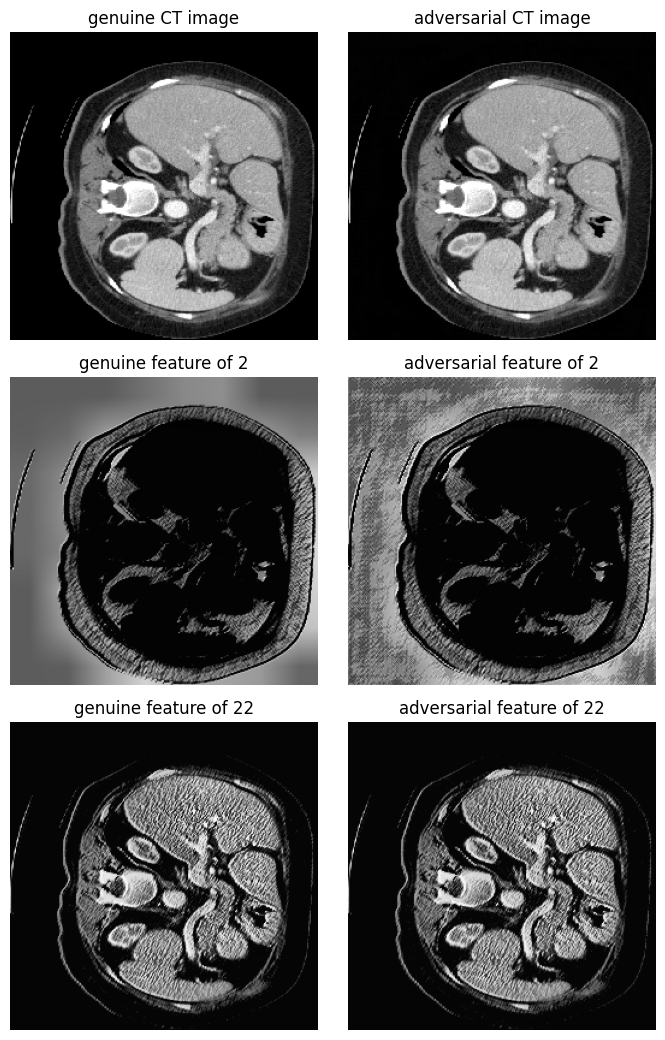 genuine CT image
adversarial CT image
genuine feature of 2
adversarial feature of 2
genuine feature of 22
adversarial feature of 22